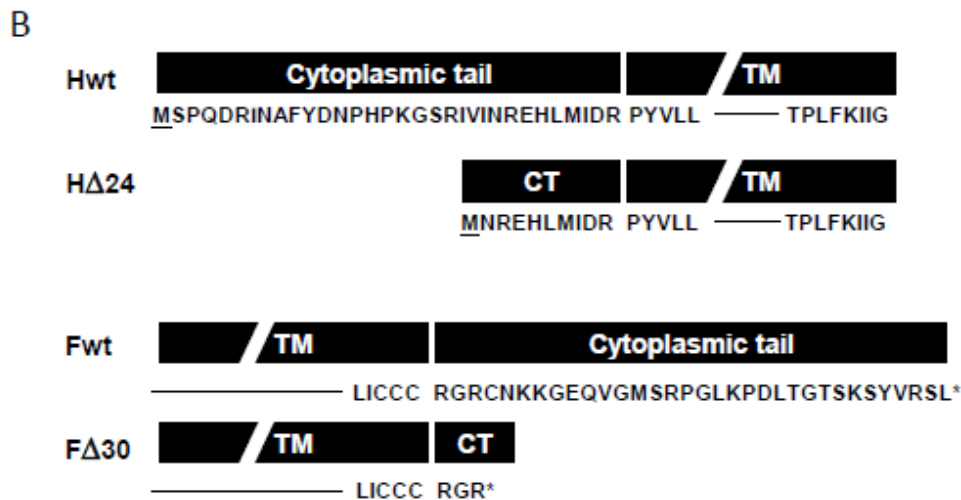 B
Hwt Cytoplasmic tail TM
MSPQDRINAFYDNPHPKGSRIVINREHLMIDR PYVLL TPLFKIIG
HΔ24 CT TM
MNREHLMIDR PYVLL TPLFKIIG
Fwt TM Cytoplasmic tail
LICCC RGRCNKKGEQVGMSRPGLKPDLTGTSKSYVRSL*
FΔ30 TM CT
LICCC RGR*